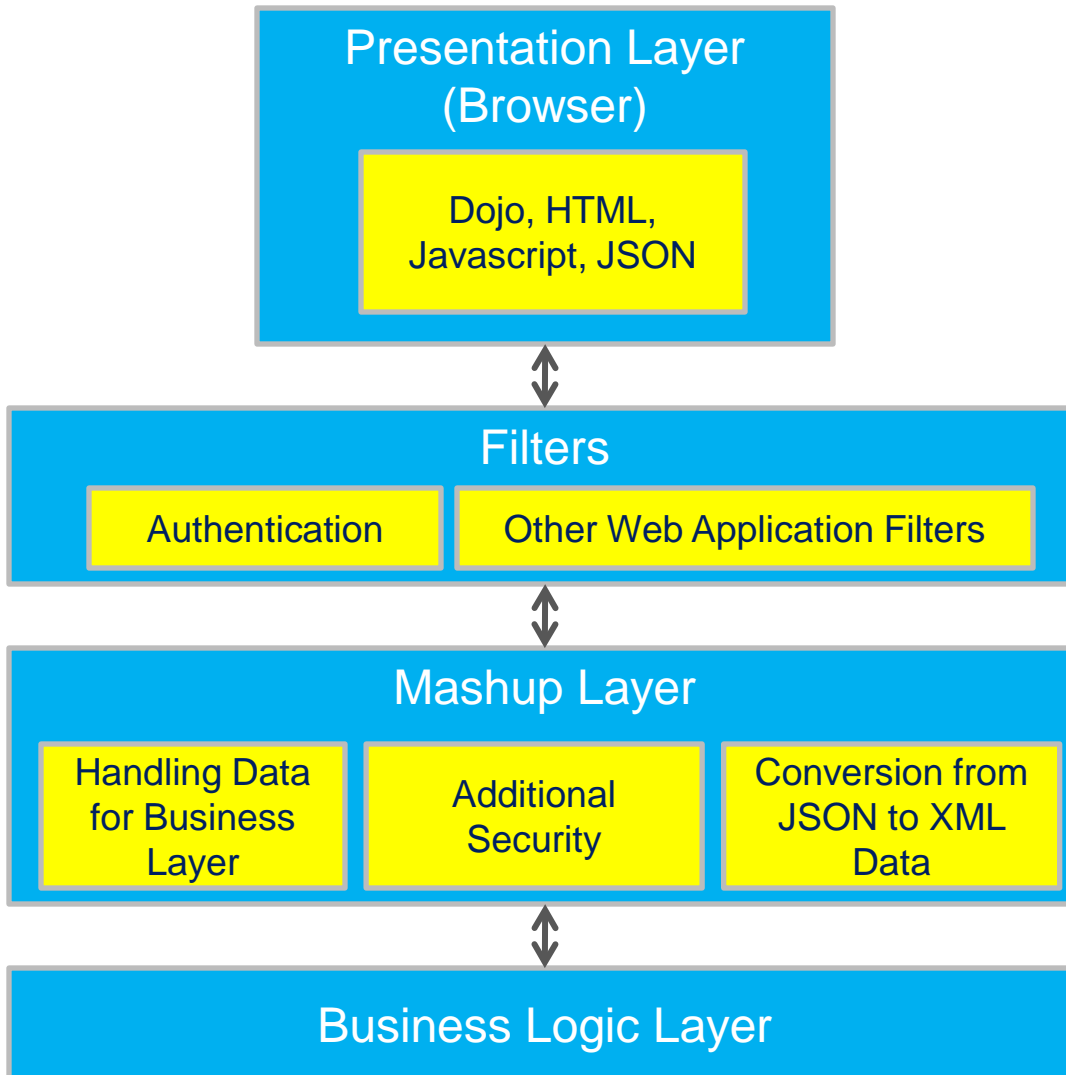 Presentation Layer
(Browser)
Dojo, HTML,
Javascript, JSON
Filters
Authentication
Other Web Application Filters
Mashup Layer
Handling Data
for Business
Layer
Additional
Security
Conversion from
JSON to XML
Data
Business Logic Layer